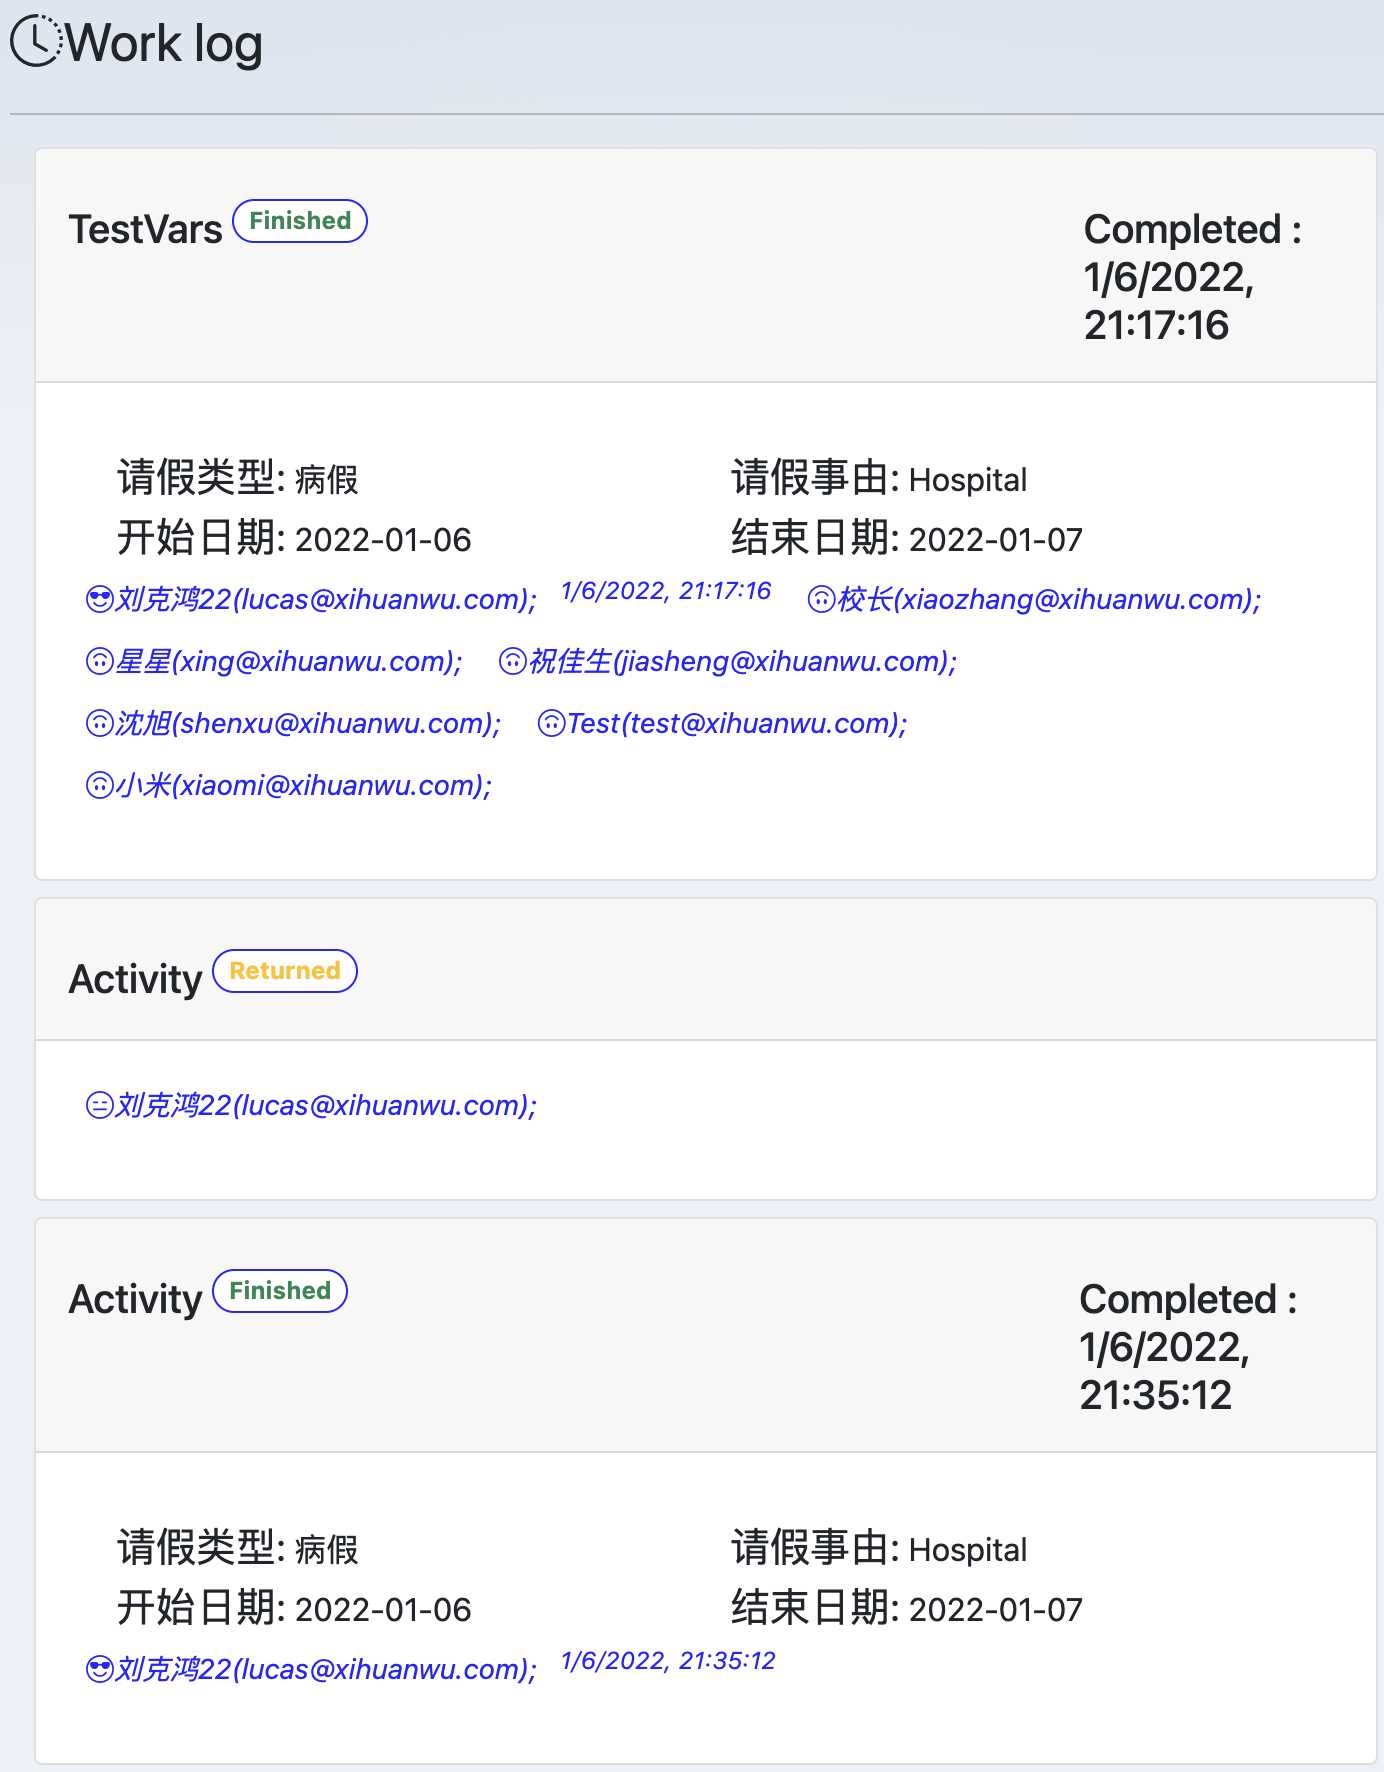 Work log
TestVars Finished
Completed :
1/6/2022,
21:17:16
请假类型: 病假 请假事由: Hospital
开始日期: 2022-01-06 结束日期: 2022-01-07
刘克鸿22(lucas@xihuanwu.com); 1/6/2022, 21:17:16 校长(xiaozhang@xihuanwu.com);
星星(xing@xihuanwu.com); 祝佳生(jiasheng@xihuanwu.com);
沈旭(shenxu@xihuanwu.com); Test(test@xihuanwu.com);
小米(xiaomi@xihuanwu.com);
Activity Returned
刘克鸿22(lucas@xihuanwu.com);
Activity Finished
Completed :
1/6/2022,
21:35:12
请假类型: 病假 请假事由: Hospital
开始日期: 2022-01-06 结束日期: 2022-01-07
刘克鸿22(lucas@xihuanwu.com); 1/6/2022, 21:35:12